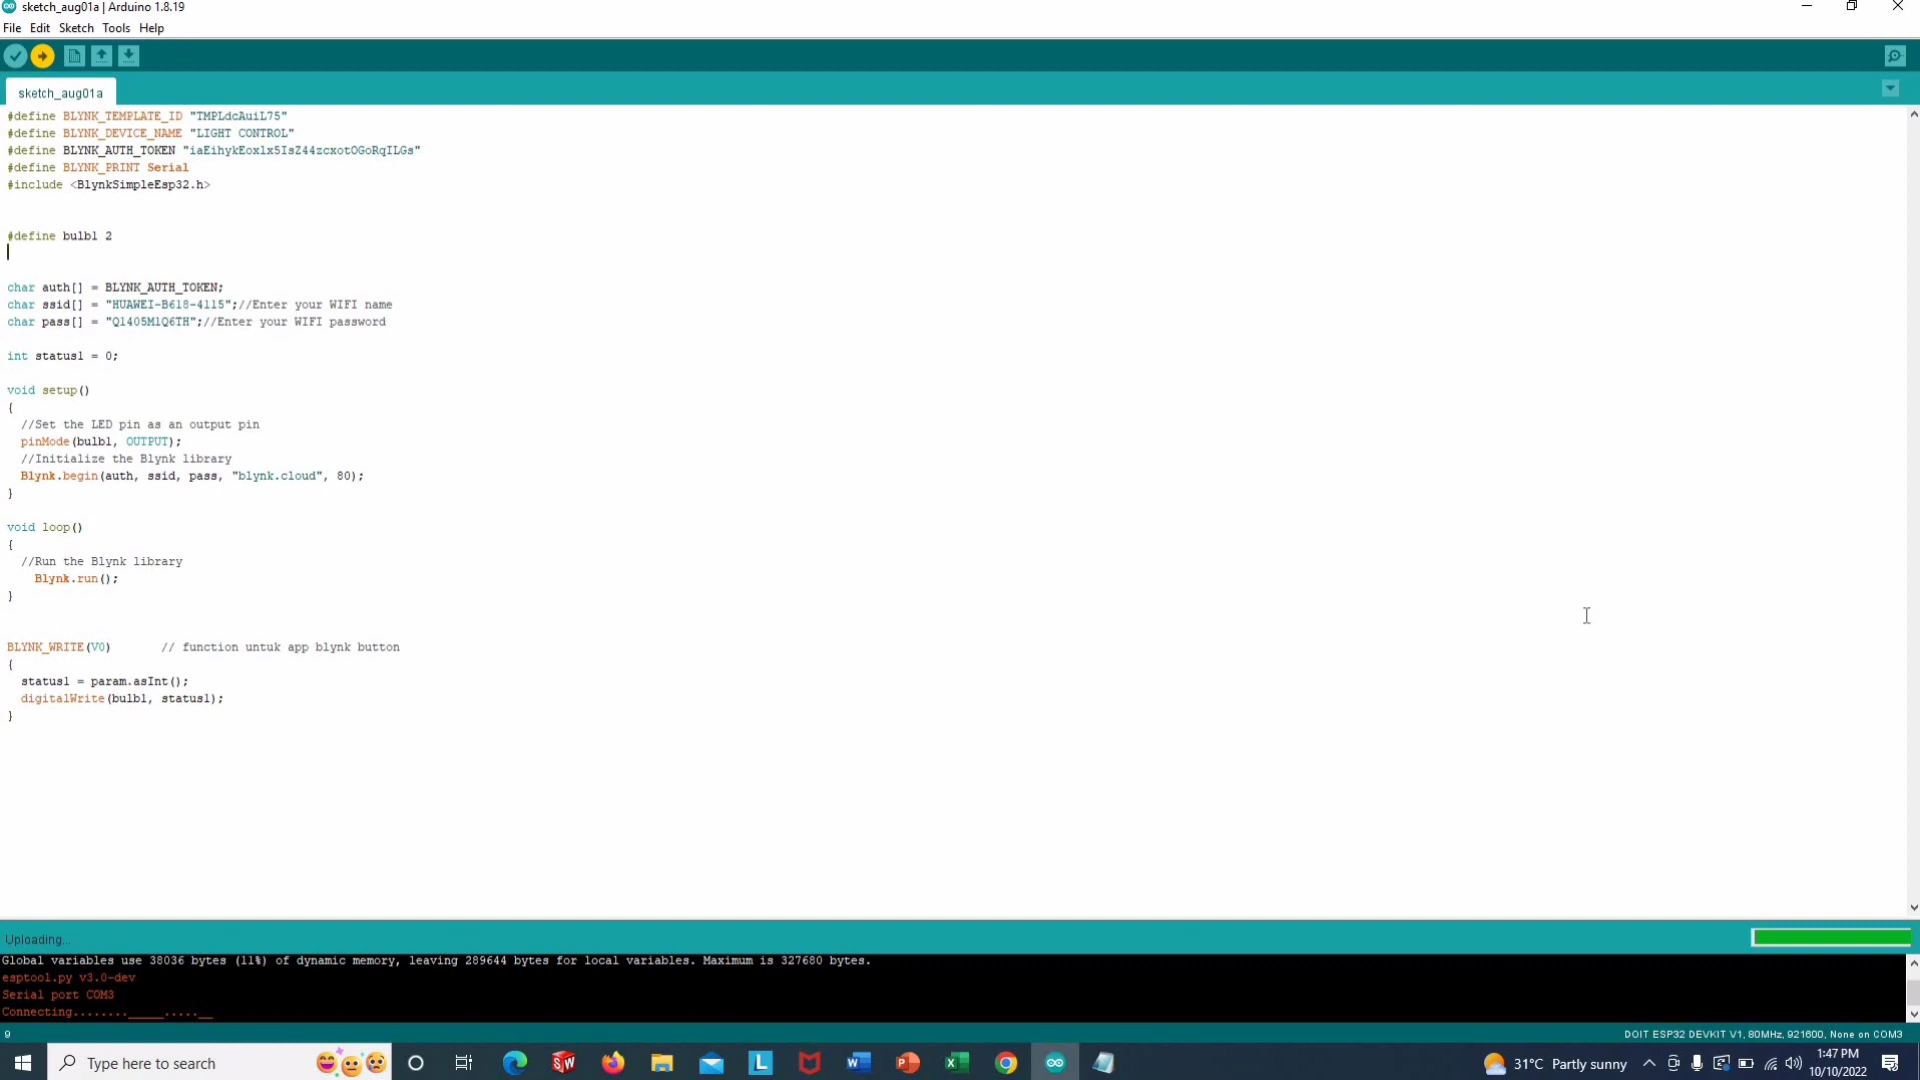 sketch_aug01a | Arduino 1.8.19
File Edit Sketch Tools Help
sketch_aug01a
#define BLYNK_TEMPLATE_ID "TMPLdcAuiL75"
#define BLYNK_DEVICE_NAME "LIGHT CONTROL"
#define BLYNK_AUTH_TOKEN "iaEihykEoxlx5IsZ44zcxotOGoRqILGs"
#define BLYNK_PRINT Serial
#include <BlynkSimpleEsp32.h>
#define bulb1 2
char auth[] = BLYNK_AUTH_TOKEN;
char ssid[] = "HUAWEI-B618-4115";//Enter your WIFI name
char pass[] = "Q1405M1Q6TH";//Enter your WIFI password
int status1 = 0;
void setup()
{
//Set the LED pin as an output pin
pinMode(bulb1, OUTPUT);
//Initialize the Blynk library
Blynk.begin(auth, ssid, pass, "blynk.cloud", 80);
}
void loop()
{
//Run the Blynk library
Blynk.run();
}
BLYNK_WRITE(V0) // function untuk app blynk button
{
status1 = param.asInt();
digitalWrite(bulb1, status1);
}
Uploading...
Global variables use 38036 bytes (11%) of dynamic memory, leaving 289644 bytes for local variables. Maximum is 327680 bytes.
esptool.py v3.0-dev
Serial port COM3
Connecting........_____.....__
9
DOIT ESP32 DEVKIT V1, 80MHz, 921600, None on COM3
Type here to search
31°C Partly sunny
1:47 PM
10/10/2022